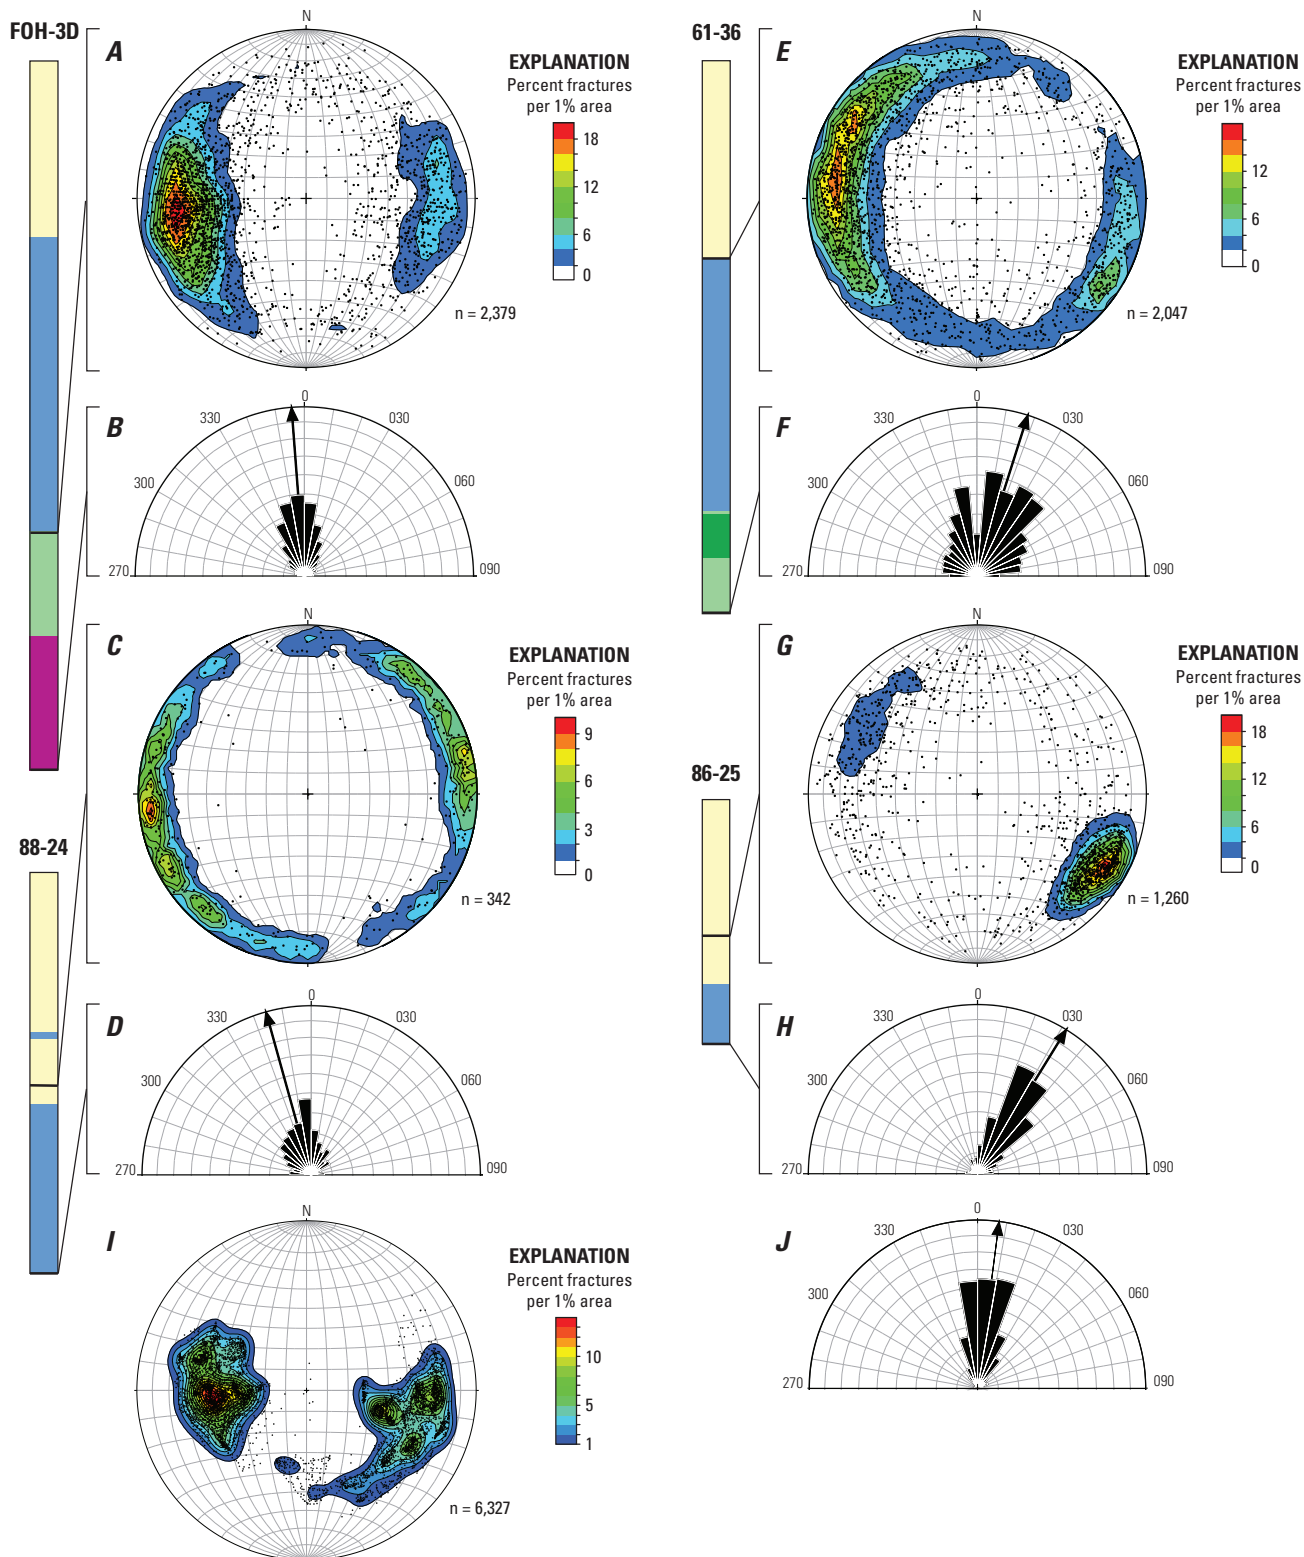 FOH-3D
A
N
EXPLANATION
Percent fractures
per 1% area
18
12
6
0
n = 2,379
B
270
300
330
0
030
060
090
C
N
EXPLANATION
Percent fractures
per 1% area
9
6
3
0
n = 342
88-24
D
270
300
330
0
030
060
090
I
N
EXPLANATION
Percent fractures
per 1% area
10
5
1
n = 6,327
61-36
E
N
EXPLANATION
Percent fractures
per 1% area
12
6
0
n = 2,047
F
270
300
330
0
030
060
090
G
N
EXPLANATION
Percent fractures
per 1% area
18
12
6
0
n = 1,260
86-25
H
270
300
330
0
030
060
090
J
270
300
330
0
030
060
090